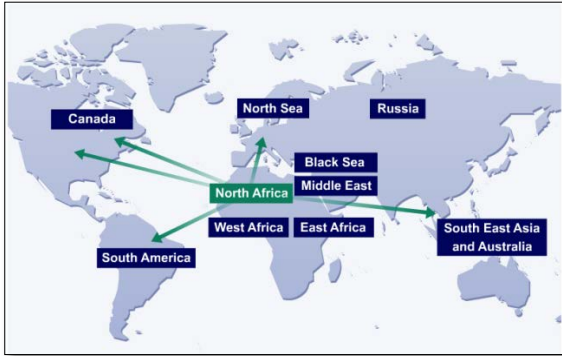 North Sea
Russia
Canada
Black Sea
Middle East
North Africa
West Africa
East Africa
South East Asia
and Australia
South America